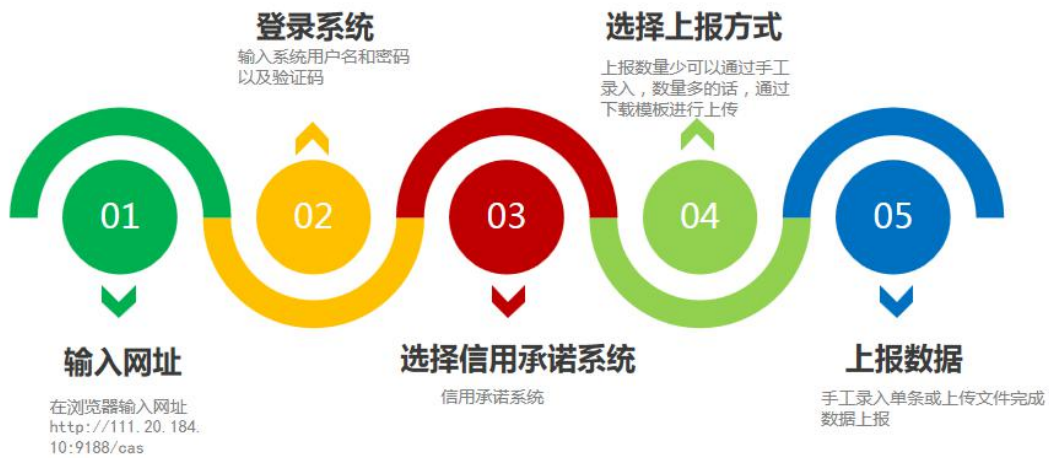 登录系统
输入系统用户名和密码
以及验证码
选择上报方式
上报数量少可以通过手工
录入，数量多的话，通过
下载模板进行上传
01
02
03
04
05
输入网址
在浏览器输入网址
http://111.20.184.
10:9188/cas
选择信用承诺系统
信用承诺系统
上报数据
手工录入单条或上传文件完成
数据上报